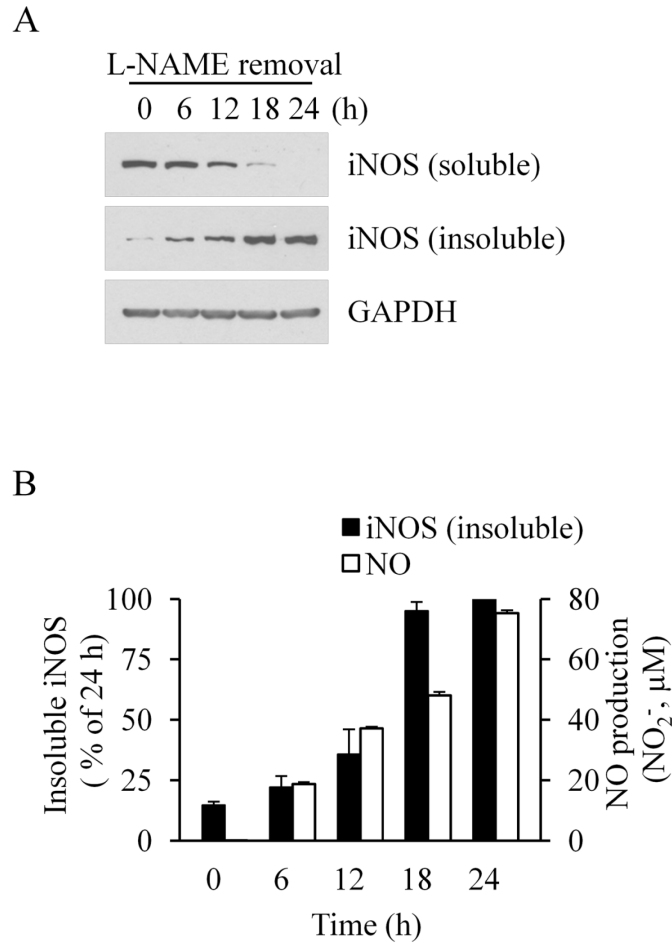 A
L-NAME removal
0 6 12 18 24 (h)
iNOS (soluble)
iNOS (insoluble)
GAPDH
B
iNOS (insoluble)
NO
Insoluble iNOS
( % of 24 h)
100
75
50
25
0
80
60
40
20
0
NO production
(NO₂⁻, μM)
0 6 12 18 24
Time (h)